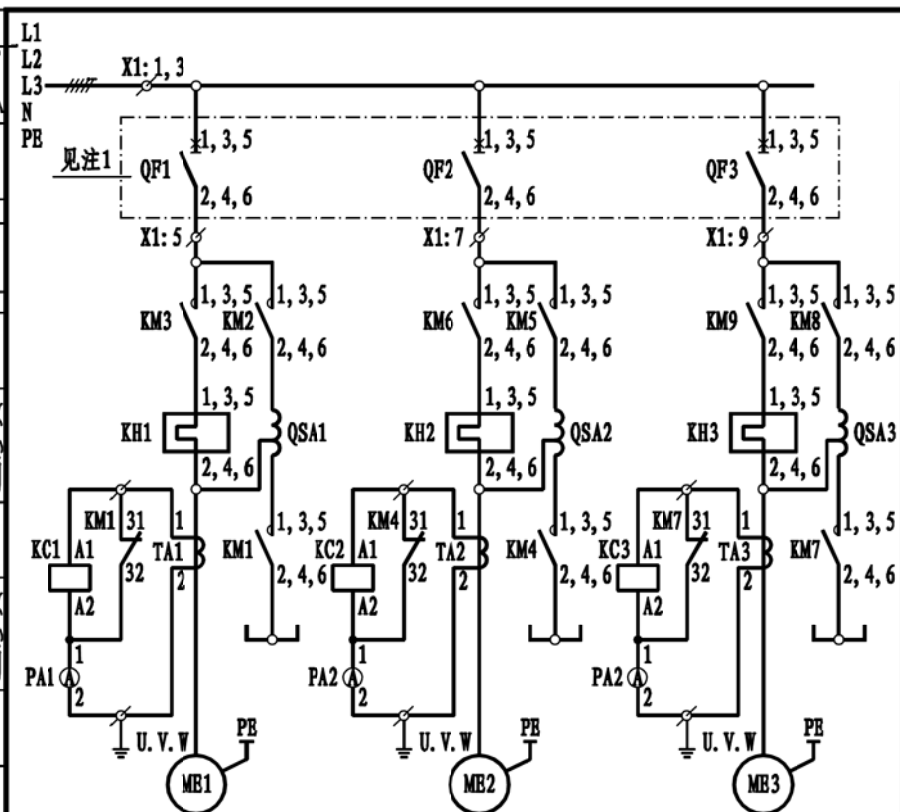 L1
L2
L3
N
PE
X1:1,3
见注1
QF1
1,3,5
2,4,6
QF2
1,3,5
2,4,6
QF3
1,3,5
2,4,6
X1:5
X1:7
X1:9
KM3
1,3,5
2,4,6
KM2
1,3,5
2,4,6
KM6
1,3,5
2,4,6
KM5
1,3,5
2,4,6
KM9
1,3,5
2,4,6
KM8
1,3,5
2,4,6
KH1
1,3,5
2,4,6
QSA1
KH2
1,3,5
2,4,6
QSA2
KH3
1,3,5
2,4,6
QSA3
KC1
A1
A2
KM1
31
32
TA1
1
2
KM1
1,3,5
2,4,6
KC2
A1
A2
KM4
31
32
TA2
1
2
KM4
1,3,5
2,4,6
KC3
A1
A2
KM7
31
32
TA3
1
2
KM7
1,3,5
2,4,6
PA1
A
1
2
PA2
A
1
2
PA2
A
1
2
U.V.W
PE
ME1
U.V.W
PE
ME2
U.V.W
PE
ME3